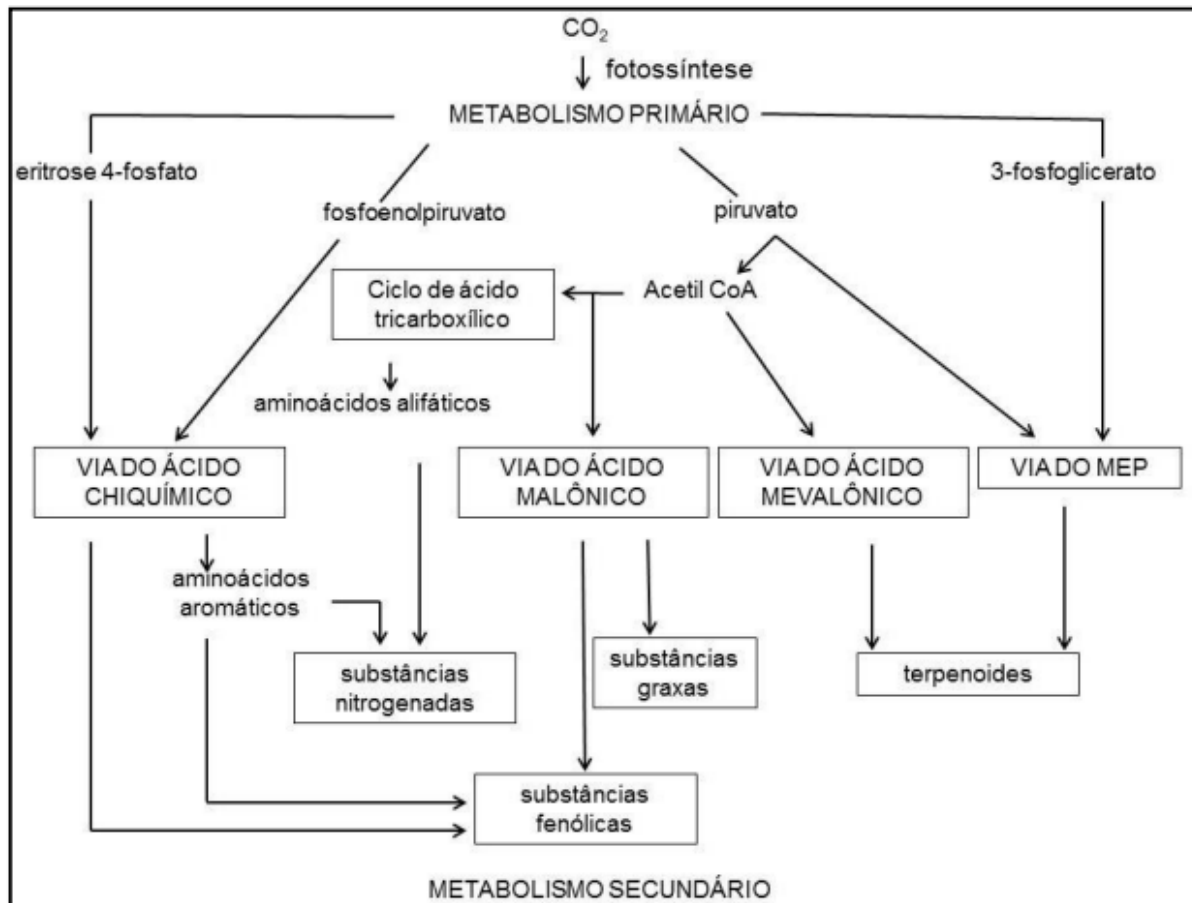 CO₂
fotossíntese
METABOLISMO PRIMÁRIO
eritrose 4-fosfato
3-fosfoglicerato
fosfoenolpiruvato
piruvato
Ciclo de ácido
tricarboxílico
Acetil CoA
aminoácidos alifáticos
VIA DO ÁCIDO
CHIQUÍMICO
VIA DO ÁCIDO
MALÔNICO
VIA DO ÁCIDO
MEVALÔNICO
VIA DO MEP
aminoácidos
aromáticos
substâncias
nitrogenadas
substâncias
graxas
terpenoides
substâncias
fenólicas
METABOLISMO SECUNDÁRIO